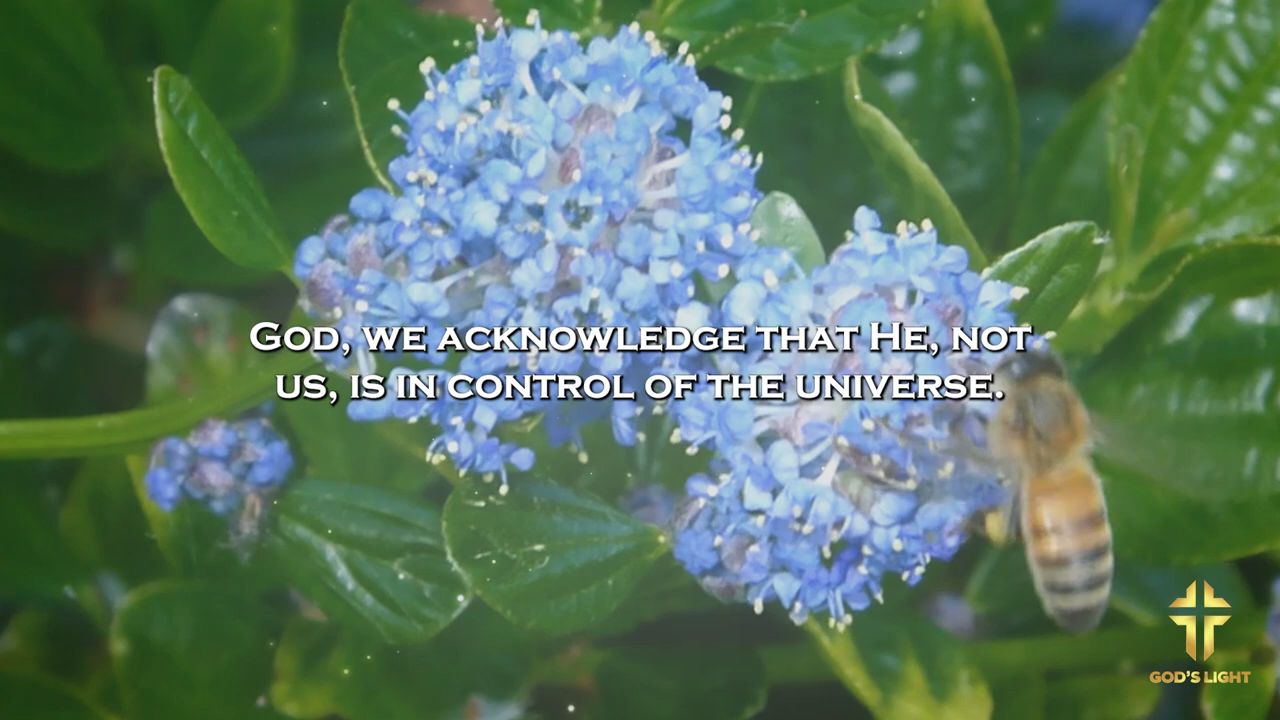 God, we acknowledge that He, not
us, is in control of the universe.
GOD'S LIGHT